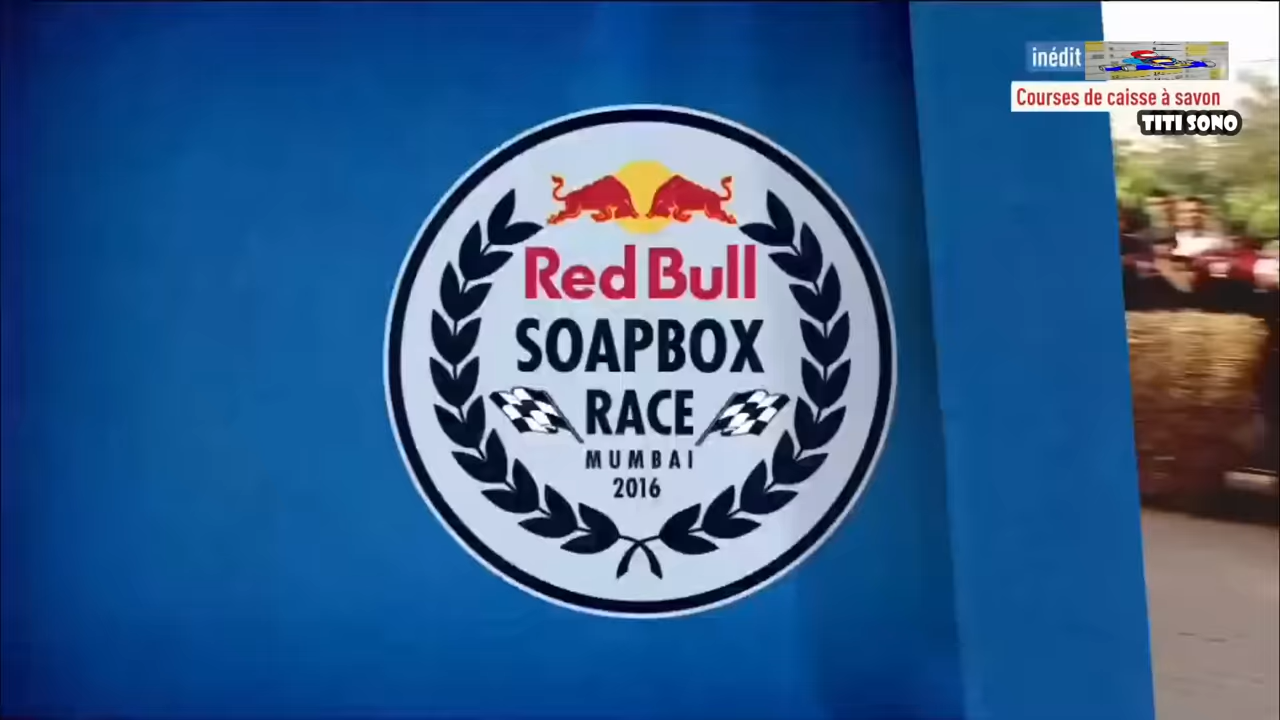 inédit
Courses de caisse à savon
TITI SONO
Red Bull
SOAPBOX
RACE
MUMBAI
2016